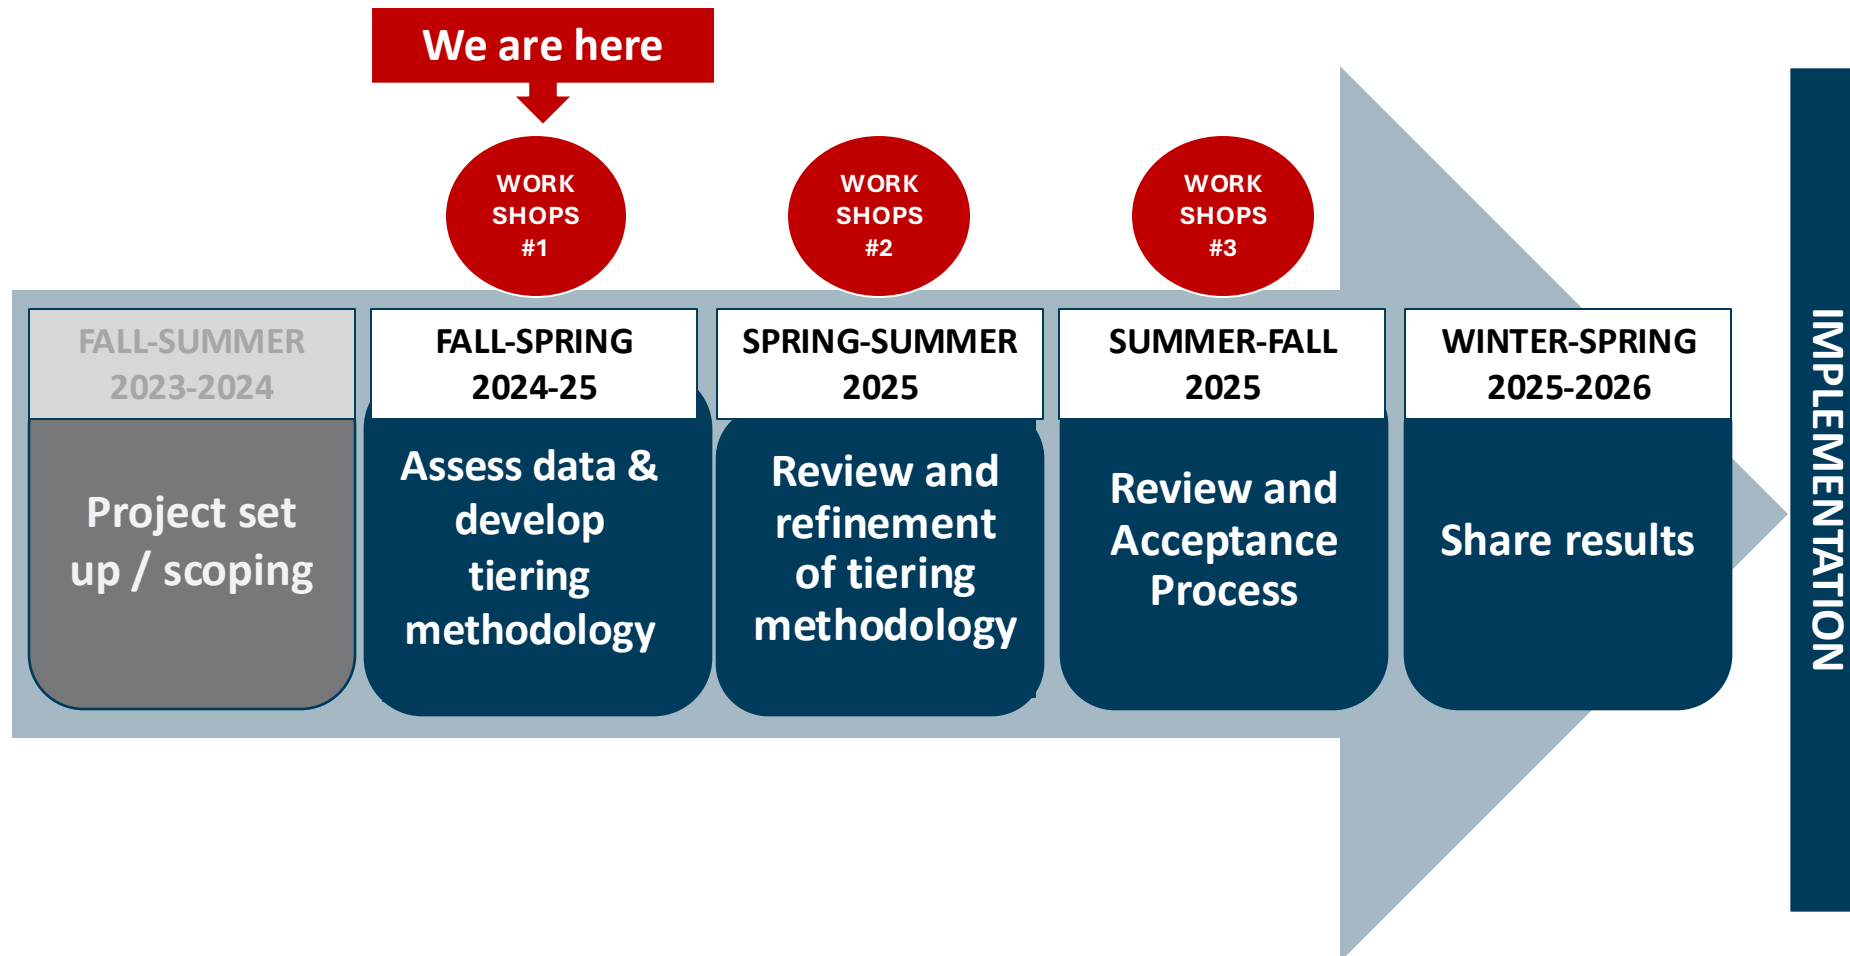 We are here
WORK
SHOPS
#1
WORK
SHOPS
#2
WORK
SHOPS
#3
FALL-SUMMER
2023-2024
Project set
up / scoping
FALL-SPRING
2024-25
Assess data &
develop
tiering
methodology
SPRING-SUMMER
2025
Review and
refinement
of tiering
methodology
SUMMER-FALL
2025
Review and
Acceptance
Process
WINTER-SPRING
2025-2026
Share results
IMPLEMENTATION